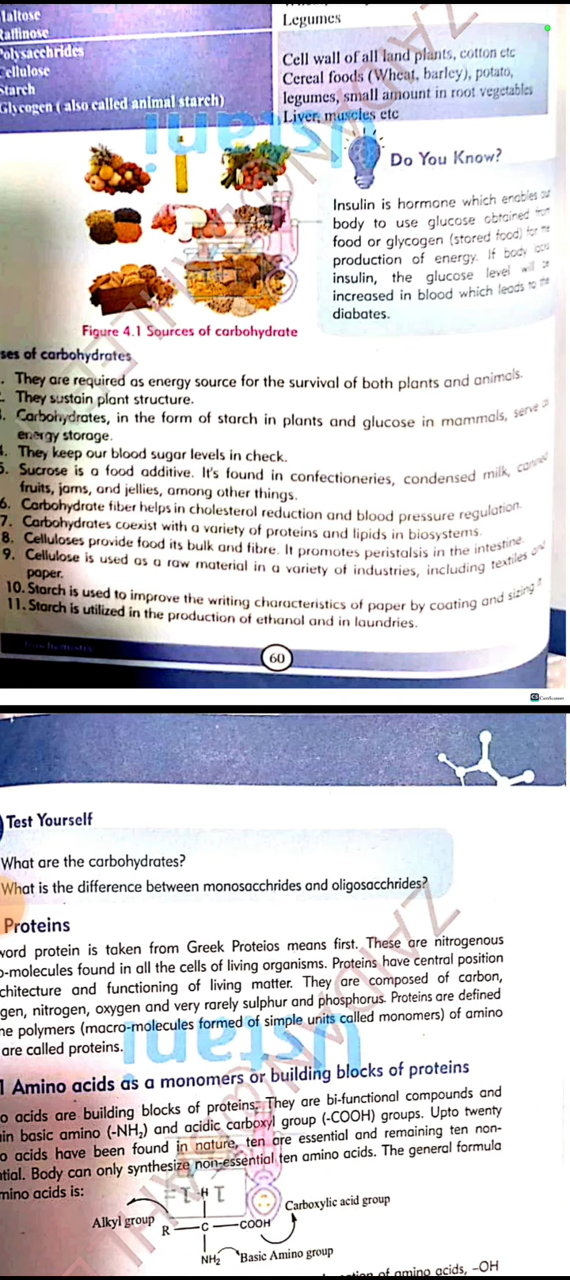 Maltose
Raffinose
Polysacchrides
Cellulose
Starch
Glycogen ( also called animal starch)
Legumes
Cell wall of all land plants, cotton etc
Cereal foods (Wheat, barley), potato,
legumes, small amount in root vegetables
Liver, muscles etc
Do You Know?
Insulin is hormone which enables our
body to use glucose obtained from
food or glycogen (stored food) for the
production of energy. If body
insulin, the glucose level will be
increased in blood which leads to the
diabates.
Figure 4.1 Sources of carbohydrate
ses of carbohydrates
. They are required as energy source for the survival of both plants and animals.
. They sustain plant structure.
. Carbohydrates, in the form of starch in plants and glucose in mammals, serve
energy storage.
. They keep our blood sugar levels in check.
5. Sucrose is a food additive. It's found in confectioneries, condensed milk, canned
fruits, jams, and jellies, among other things.
6. Carbohydrate fiber helps in cholesterol reduction and blood pressure regulation.
7. Carbohydrates coexist with a variety of proteins and lipids in biosystems.
8. Celluloses provide food its bulk and fibre. It promotes peristalsis in the intestine.
9. Cellulose is used as a raw material in a variety of industries, including textiles and
paper.
10. Starch is used to improve the writing characteristics of paper by coating and sizing
11. Starch is utilized in the production of ethanol and in laundries.
Biochemistry
60
CS CamScanner
Test Yourself
What are the carbohydrates?
What is the difference between monosacchrides and oligosacchrides?
Proteins
word protein is taken from Greek Proteios means first. These are nitrogenous
o-molecules found in all the cells of living organisms. Proteins have central position
chitecture and functioning of living matter. They are composed of carbon,
gen, nitrogen, oxygen and very rarely sulphur and phosphorus. Proteins are defined
he polymers (macro-molecules formed of simple units called monomers) of amino
are called proteins.
1 Amino acids as a monomers or building blocks of proteins
o acids are building blocks of proteins. They are bi-functional compounds and
ain basic amino (-NH₂) and acidic carboxyl group (-COOH) groups. Upto twenty
o acids have been found in nature, ten are essential and remaining ten non-
ntial. Body can only synthesize non-essential ten amino acids. The general formula
mino acids is:
H
Alkyl group R C COOH Carboxylic acid group
NH₂ Basic Amino group
of amino acids, -OH
Ustani
Ustani